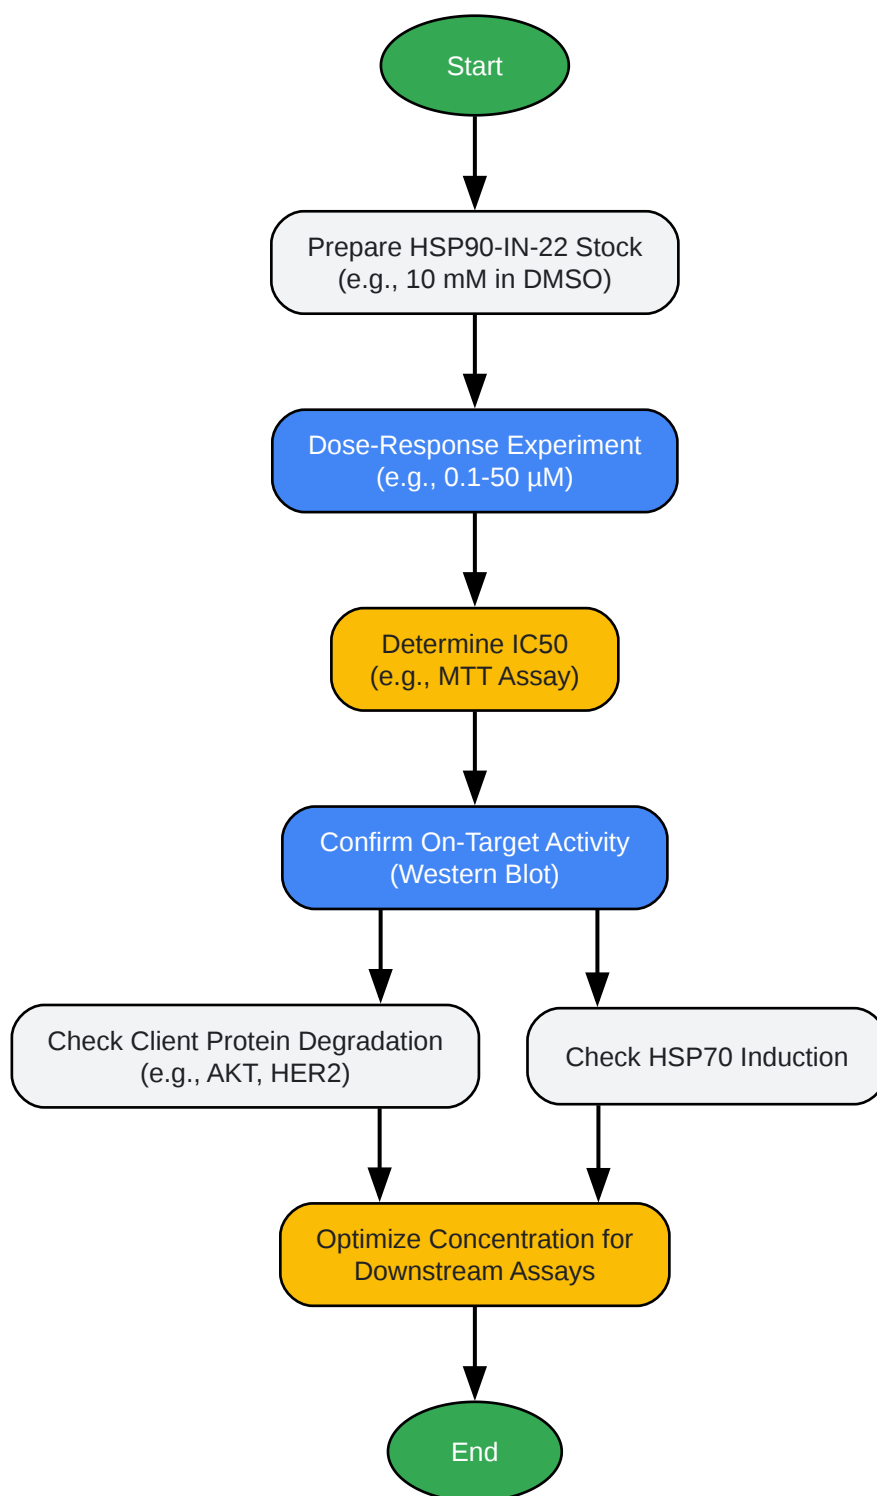 Start
Prepare HSP90-IN-22 Stock
(e.g., 10 mM in DMSO)
Dose-Response Experiment
(e.g., 0.1-50 µM)
Determine IC50
(e.g., MTT Assay)
Confirm On-Target Activity
(Western Blot)
Check Client Protein Degradation
(e.g., AKT, HER2)
Check HSP70 Induction
Optimize Concentration for
Downstream Assays
End